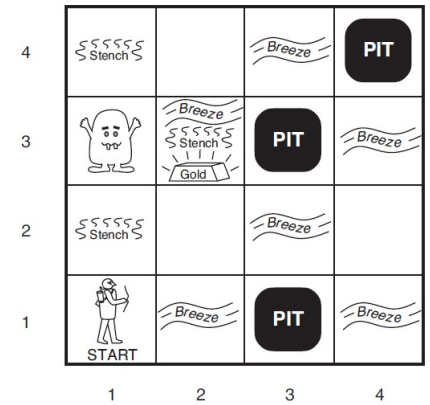 4
Stench
Breeze
PIT
3
Breeze
Stench
Gold
PIT
Breeze
2
Stench
Breeze
1
START
Breeze
PIT
Breeze
1 2 3 4